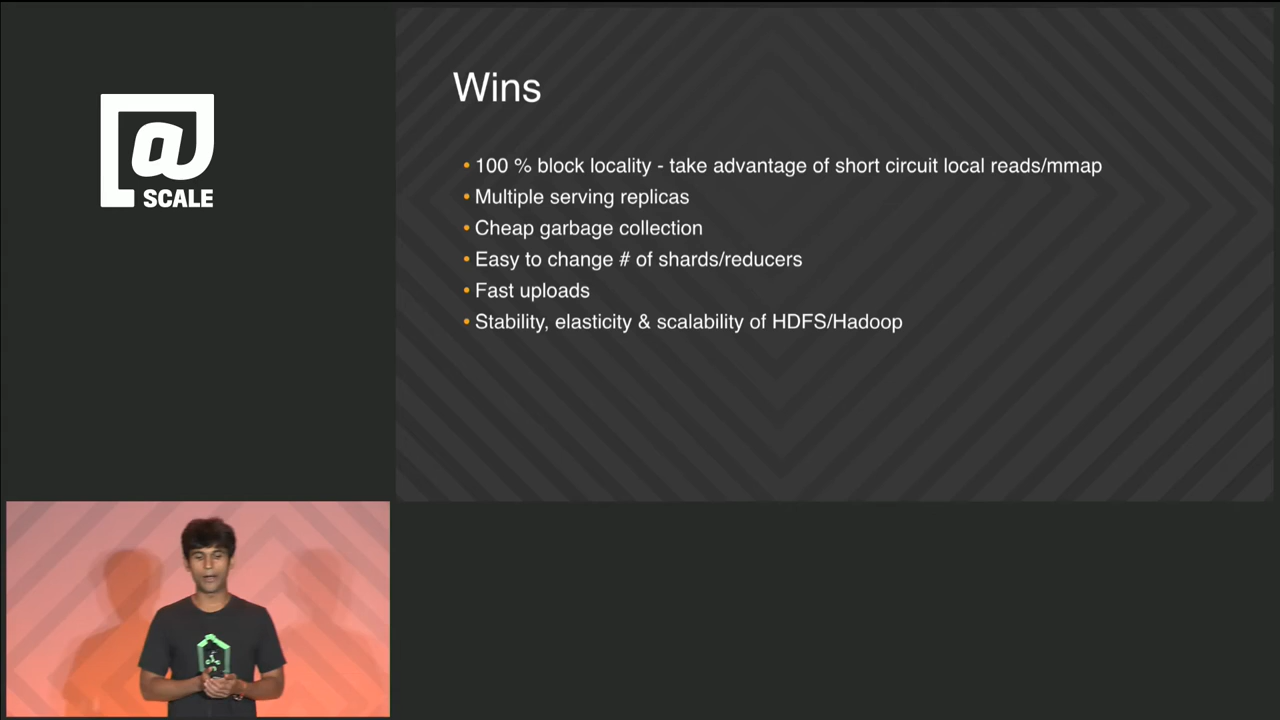 @
SCALE
Wins
• 100 % block locality - take advantage of short circuit local reads/mmap
• Multiple serving replicas
• Cheap garbage collection
• Easy to change # of shards/reducers
• Fast uploads
• Stability, elasticity & scalability of HDFS/Hadoop